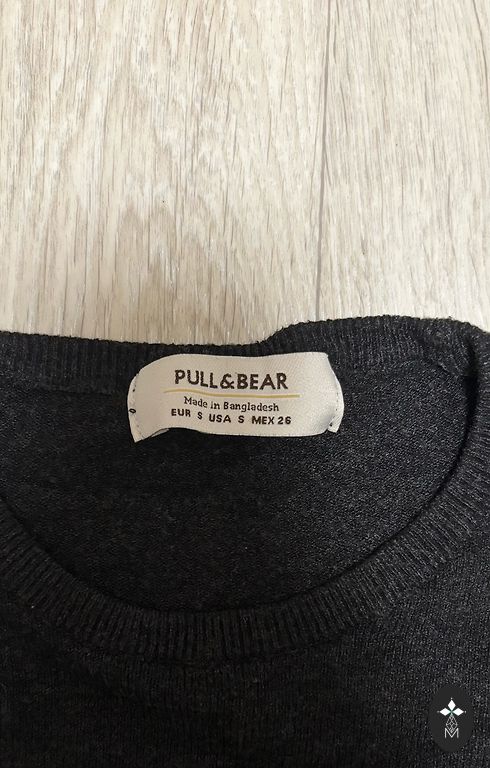 PULL&BEAR
Made in Bangladesh
EUR S USA S MEX 26
M